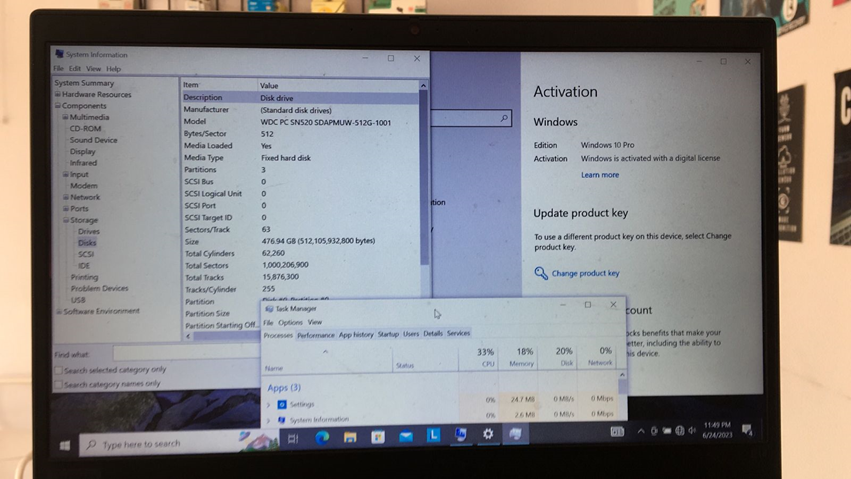 System Information
File Edit View Help
System Summary
Hardware Resources
Components
Multimedia
CD-ROM
Sound Device
Display
Infrared
Input
Modem
Network
Ports
Storage
Drives
Disks
SCSI
IDE
Printing
Problem Devices
USB
Software Environment
Item Value
Description Disk drive
Manufacturer (Standard disk drives)
Model WDC PC SN520 SDAPMUW-512G-1001
Bytes/Sector 512
Media Loaded Yes
Media Type Fixed hard disk
Partitions 3
SCSI Bus 0
SCSI Logical Unit 0
SCSI Port 0
SCSI Target ID 0
Sectors/Track 63
Size 476.94 GB (512,105,932,800 bytes)
Total Cylinders 62,260
Total Sectors 1,000,206,900
Total Tracks 15,876,300
Tracks/Cylinder 255
Partition
Partition Size
Partition Starting Off...
Find what:
Search selected category only
Search category names only
Activation
Windows
Edition Windows 10 Pro
Activation Windows is activated with a digital license
Learn more
Update product key
To use a different product key on this device, select Change
product key.
Change product key
ount
benefits that make your
etter, including the ability to
is device.
tion
Task Manager
File Options View
Processes Performance App history Startup Users Details Services
33% 18% 20% 0%
Name Status CPU Memory Disk Network
Apps (3)
Settings 0% 24.7 MB 0 MB/s 0 Mbps
System Information 0% 2.6 MB 0 MB/s 0 Mbps
Type here to search
11:49 PM
6/24/2023